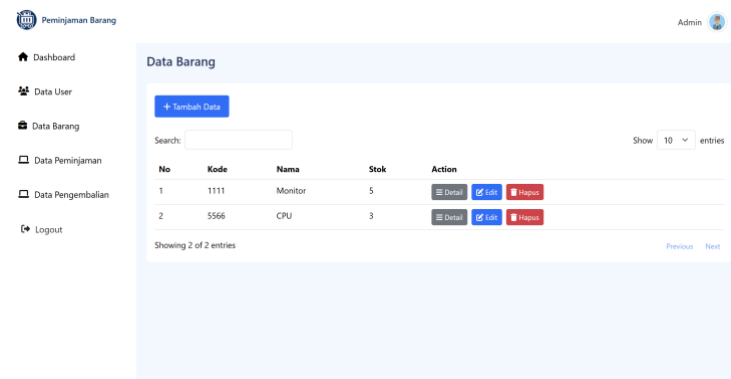 Peminjaman Barang
Admin
Dashboard
Data User
Data Barang
Data Peminjaman
Data Pengembalian
Logout
Data Barang
+ Tambah Data
Search:
Show 10 entries
No Kode Nama Stok Action
1 1111 Monitor 5 Detail Edit Hapus
2 5566 CPU 3 Detail Edit Hapus
Showing 2 of 2 entries
Previous Next